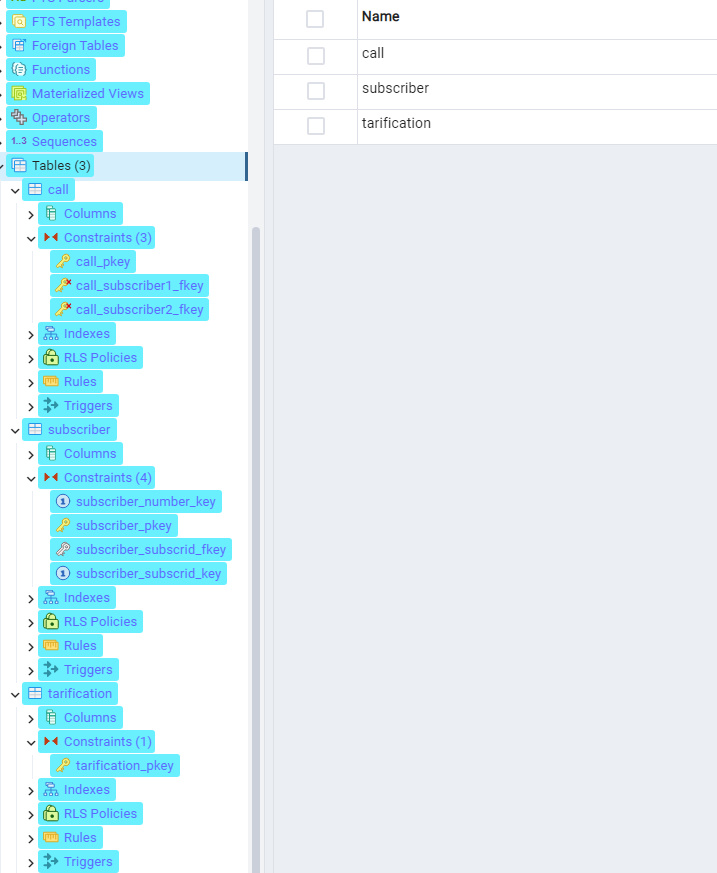 FTS Parsers
FTS Templates
Foreign Tables
Functions
Materialized Views
Operators
1..3 Sequences
Tables (3)
call
Columns
Constraints (3)
call_pkey
call_subscriber1_fkey
call_subscriber2_fkey
Indexes
RLS Policies
Rules
Triggers
subscriber
Columns
Constraints (4)
subscriber_number_key
subscriber_pkey
subscriber_subscrid_fkey
subscriber_subscrid_key
Indexes
RLS Policies
Rules
Triggers
tarification
Columns
Constraints (1)
tarification_pkey
Indexes
RLS Policies
Rules
Triggers
Name
call
subscriber
tarification